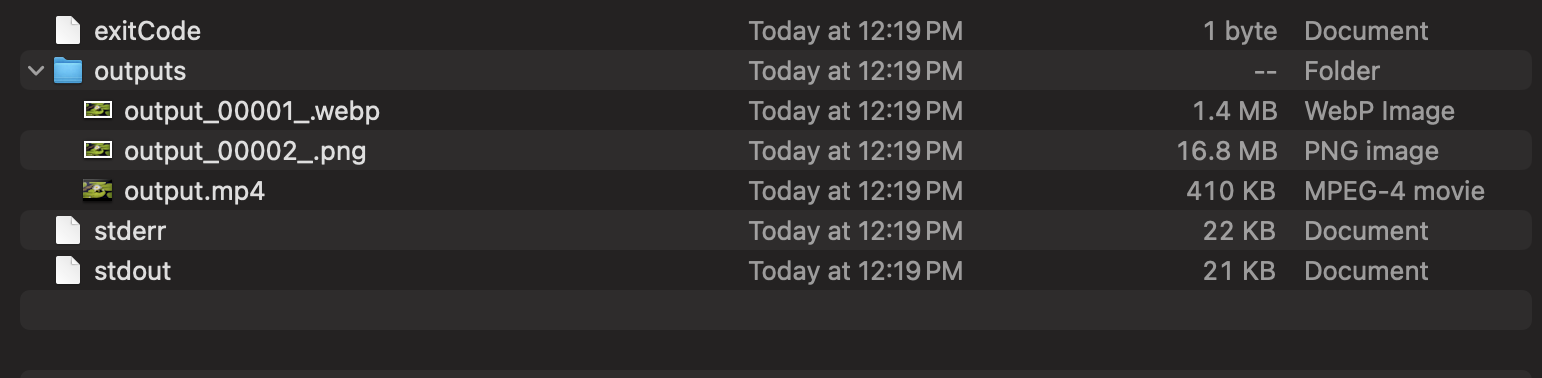 exitCode Today at 12:19 PM 1 byte Document
outputs Today at 12:19 PM -- Folder
output_00001_.webp Today at 12:19 PM 1.4 MB WebP Image
output_00002_.png Today at 12:19 PM 16.8 MB PNG image
output.mp4 Today at 12:19 PM 410 KB MPEG-4 movie
stderr Today at 12:19 PM 22 KB Document
stdout Today at 12:19 PM 21 KB Document